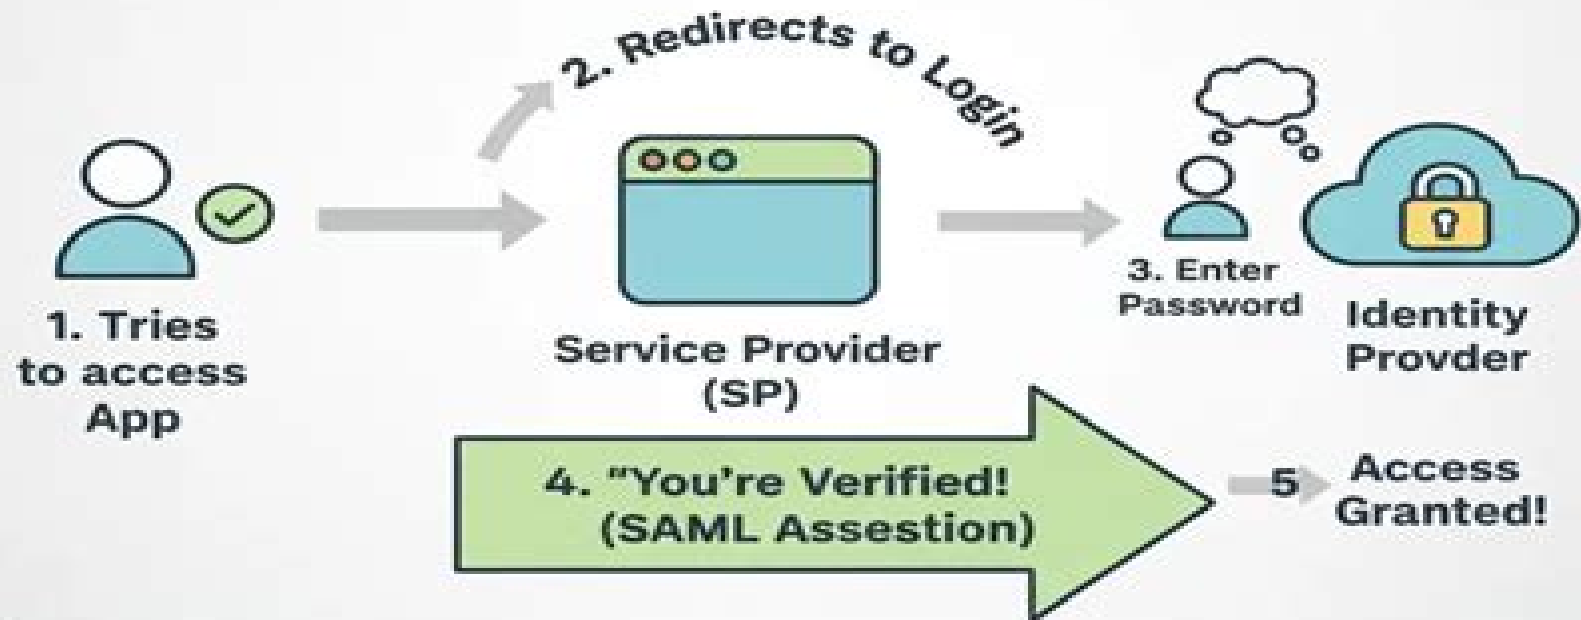 2. Redirects to Login
1. Tries
to access
App
Service Provider
(SP)
3. Enter
Password
Identity
Provder
4. “You’re Verified!
(SAML Assestion)
5
Access
Granted!